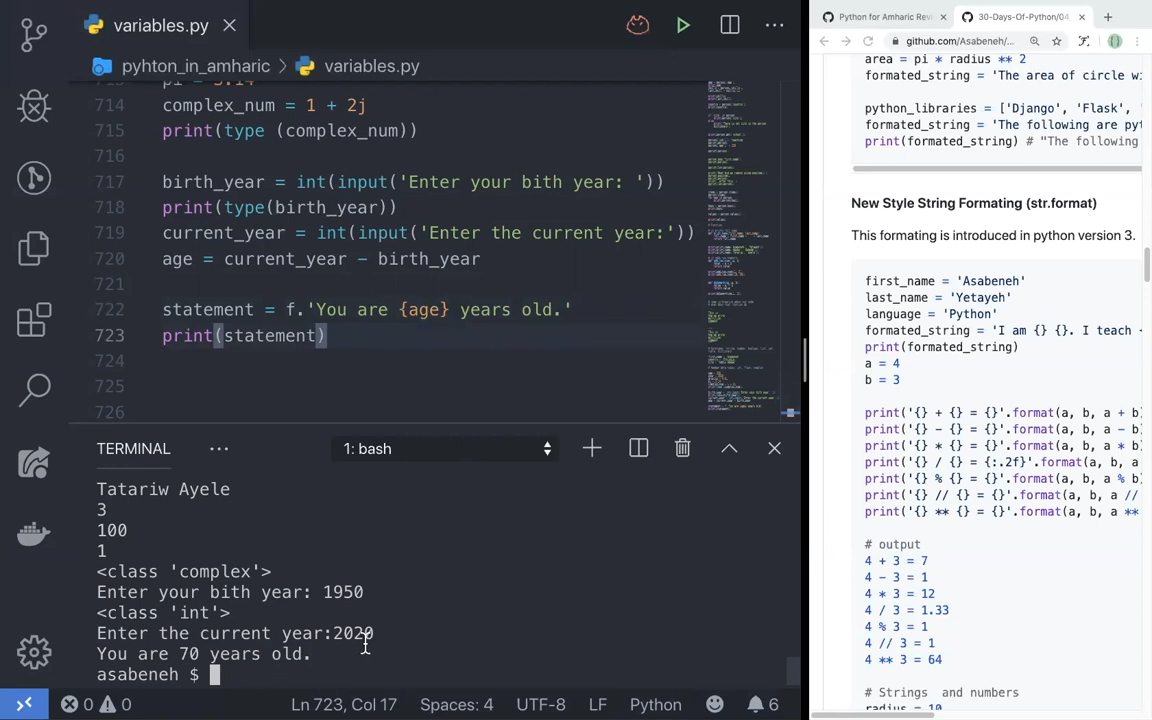 variables.py
pyhton_in_amharic
variables.py
714 complex_num = 1 + 2j
715 print(type (complex_num))
716
717 birth_year = int(input('Enter your bith year: '))
718 print(type(birth_year))
719 current_year = int(input('Enter the current year:'))
720 age = current_year - birth_year
721
722 statement = f.'You are {age} years old.'
723 print(statement)
724
725
726
TERMINAL
1: bash
Tatariw Ayele
3
100
1
<class 'complex'>
Enter your bith year: 1950
<class 'int'>
Enter the current year:2020
You are 70 years old.
asabeneh $
0 0
Ln 723, Col 17
Spaces: 4
UTF-8
LF
Python
6
Python for Amharic Rev
30-Days-Of-Python/04
github.com/Asabeneh/...
area = pi * radius ** 2
formated_string = 'The area of circle wi
python_libraries = ['Django', 'Flask', '
formated_string = 'The following are pyt
print(formated_string) # "The following
New Style String Formating (str.format)
This formating is introduced in python version 3.
first_name = 'Asabeneh'
last_name = 'Yetayeh'
language = 'Python'
formated_string = 'I am {} {}. I teach
print(formated_string)
a = 4
b = 3
print('{} + {} = {}'.format(a, b, a + b)
print('{} - {} = {}'.format(a, b, a - b)
print('{} * {} = {}'.format(a, b, a * b)
print('{} / {} = {:.2f}'.format(a, b, a
print('{} % {} = {}'.format(a, b, a % b)
print('{} // {} = {}'.format(a, b, a //
print('{} ** {} = {}'.format(a, b, a **
# output
4 + 3 = 7
4 - 3 = 1
4 * 3 = 12
4 / 3 = 1.33
4 % 3 = 1
4 // 3 = 1
4 ** 3 = 64
# Strings and numbers
radius = 10